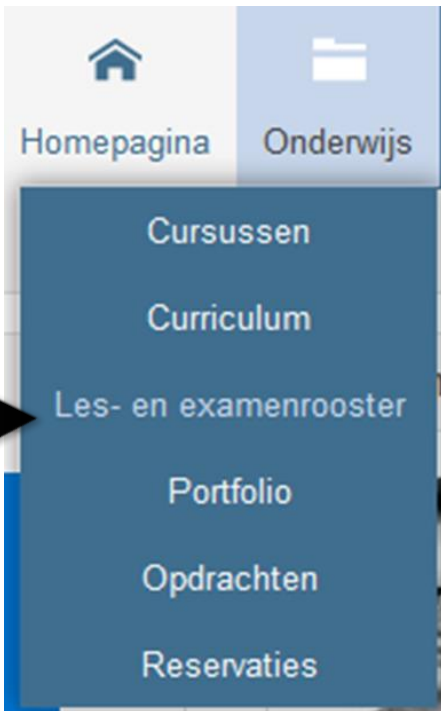 Homepagina
Onderwijs
Cursussen
Curriculum
Les- en examenrooster
Portfolio
Opdrachten
Reservaties